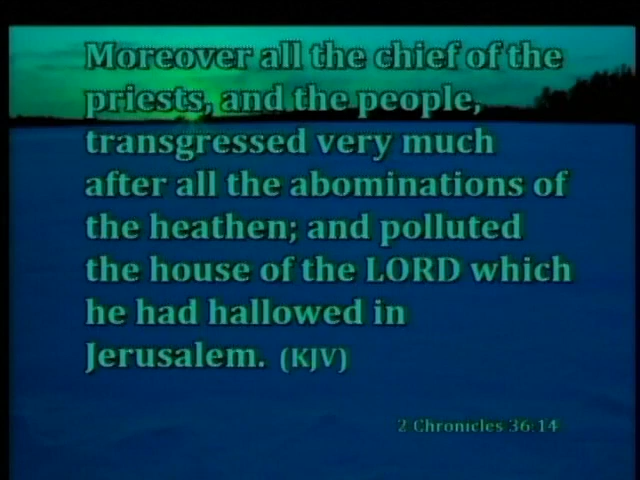 Moreover all the chief of the
priests, and the people,
transgressed very much
after all the abominations of
the heathen; and polluted
the house of the LORD which
he had hallowed in
Jerusalem. (KJV)
2 Chronicles 36:14